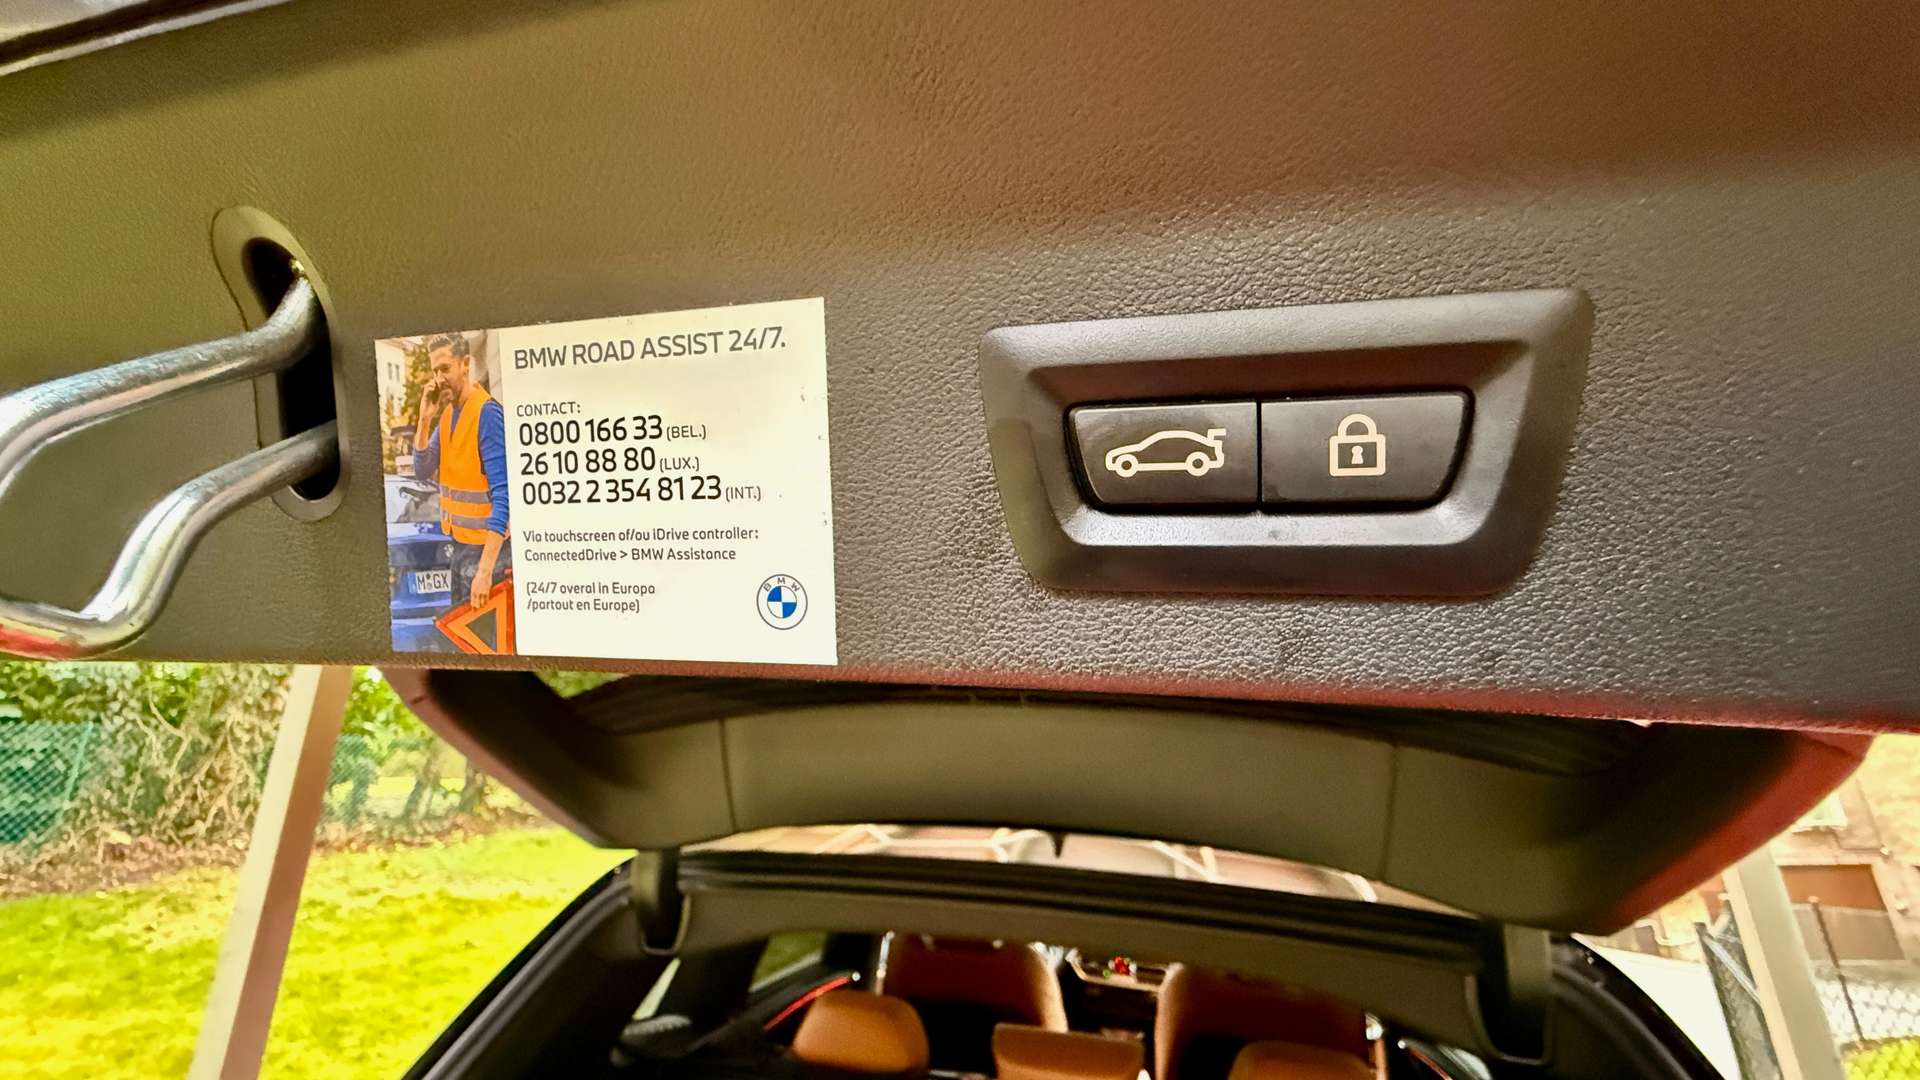 BMW ROAD ASSIST 24/7.
CONTACT:
0800 166 33 (BEL.)
26 10 88 80 (LUX.)
0032 2 354 81 23 (INT.)
Via touchscreen of/ou iDrive controller:
ConnectedDrive > BMW Assistance
(24/7 overal in Europa
/partout en Europe)
BMW
M GX